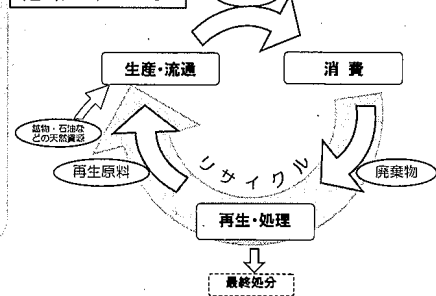 生産・流通
消 費
鉱物・石油な
どの天然資源
再生原料
リサイクル
廃棄物
再生・処理
最終処分